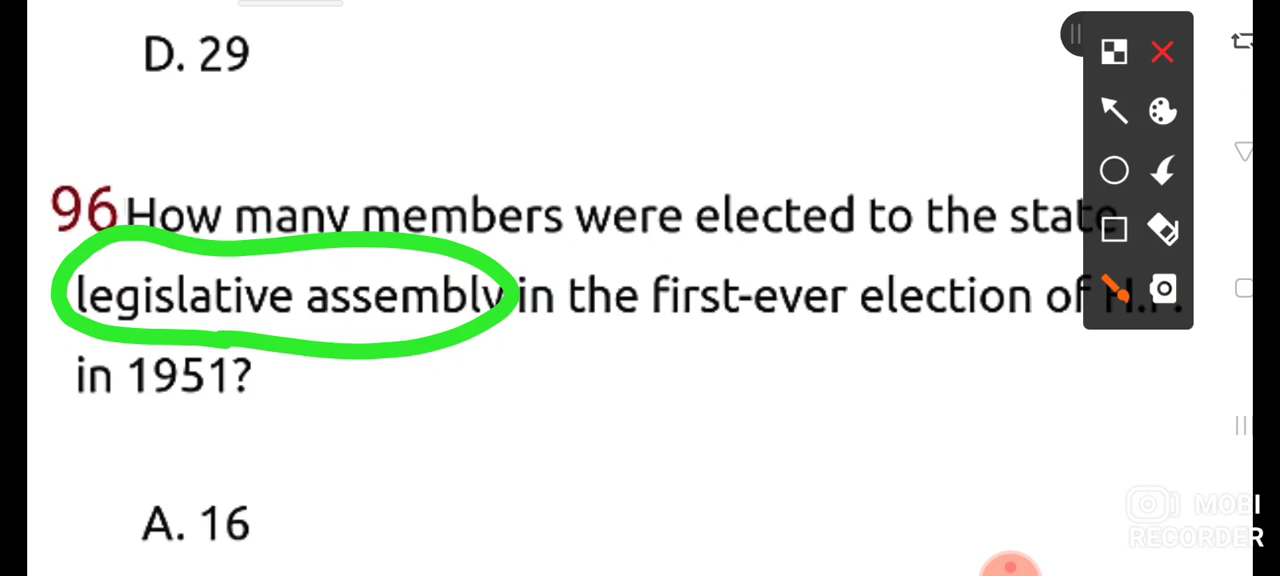 D. 29
96 How many members were elected to the state
legislative assembly in the first-ever election of H.P.
in 1951?
A. 16
MOBI
RECORDER